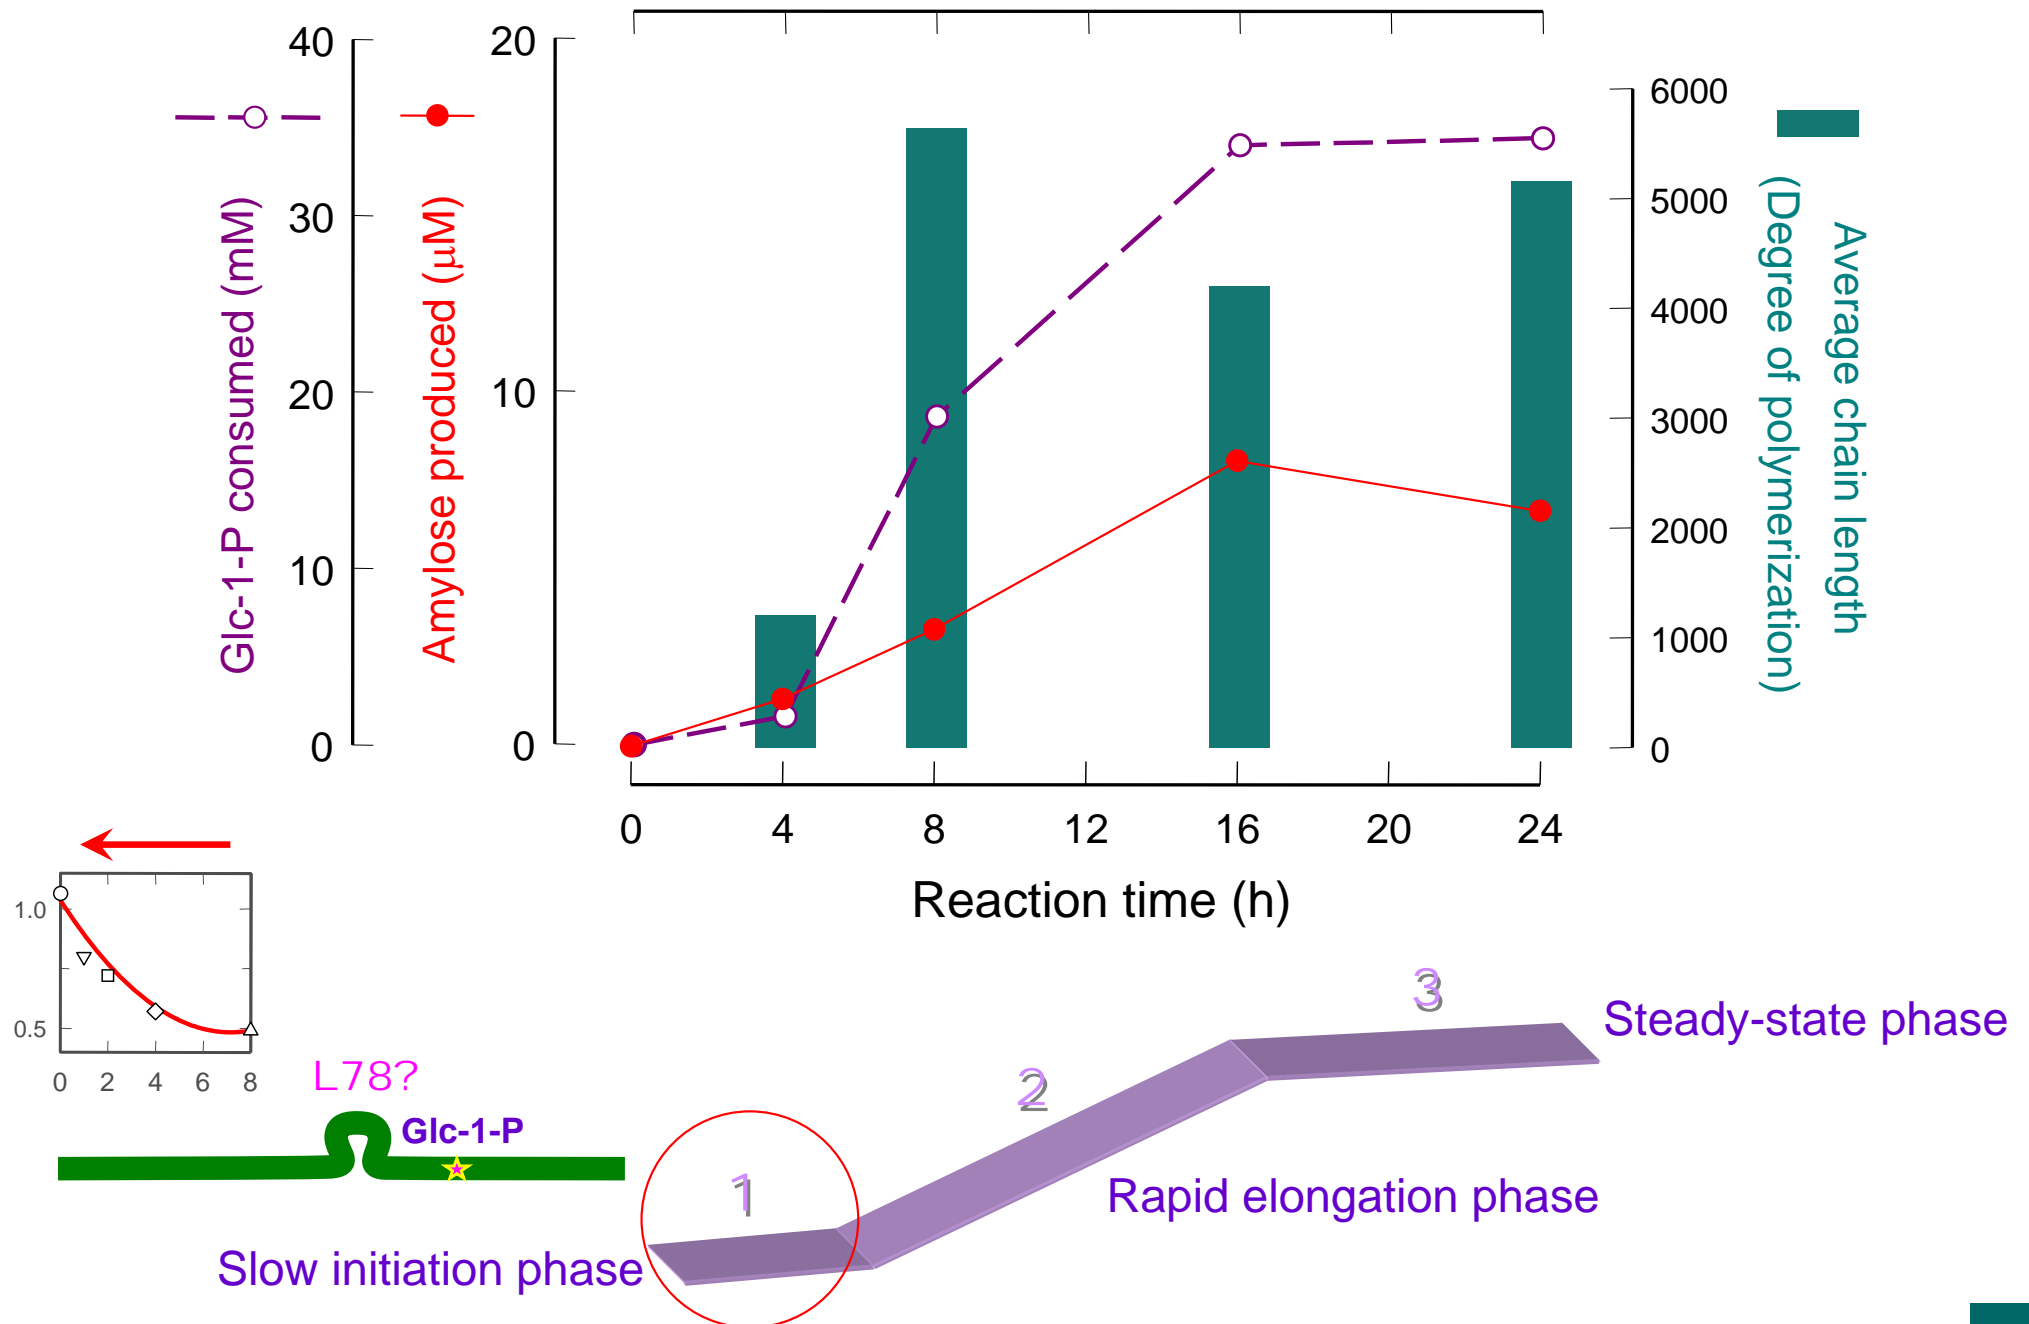 40
30
20
10
0
Glc-1-P consumed (mM)
20
10
0
Amylose produced (μM)
6000
5000
4000
3000
2000
1000
0
Average chain length
(Degree of polymerization)
0 4 8 12 16 20 24
Reaction time (h)
1.0
0.5
0 2 4 6 8
L78?
Glc-1-P
1
2
3
Slow initiation phase
Rapid elongation phase
Steady-state phase